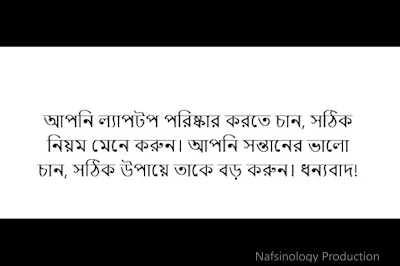 আপনি ল্যাপটপ পরিষ্কার করতে চান, সঠিক
নিয়ম মেনে করুন। আপনি সন্তানের ভালো
চান, সঠিক উপায়ে তাকে বড় করুন। ধন্যবাদ!
Nafsinology Production